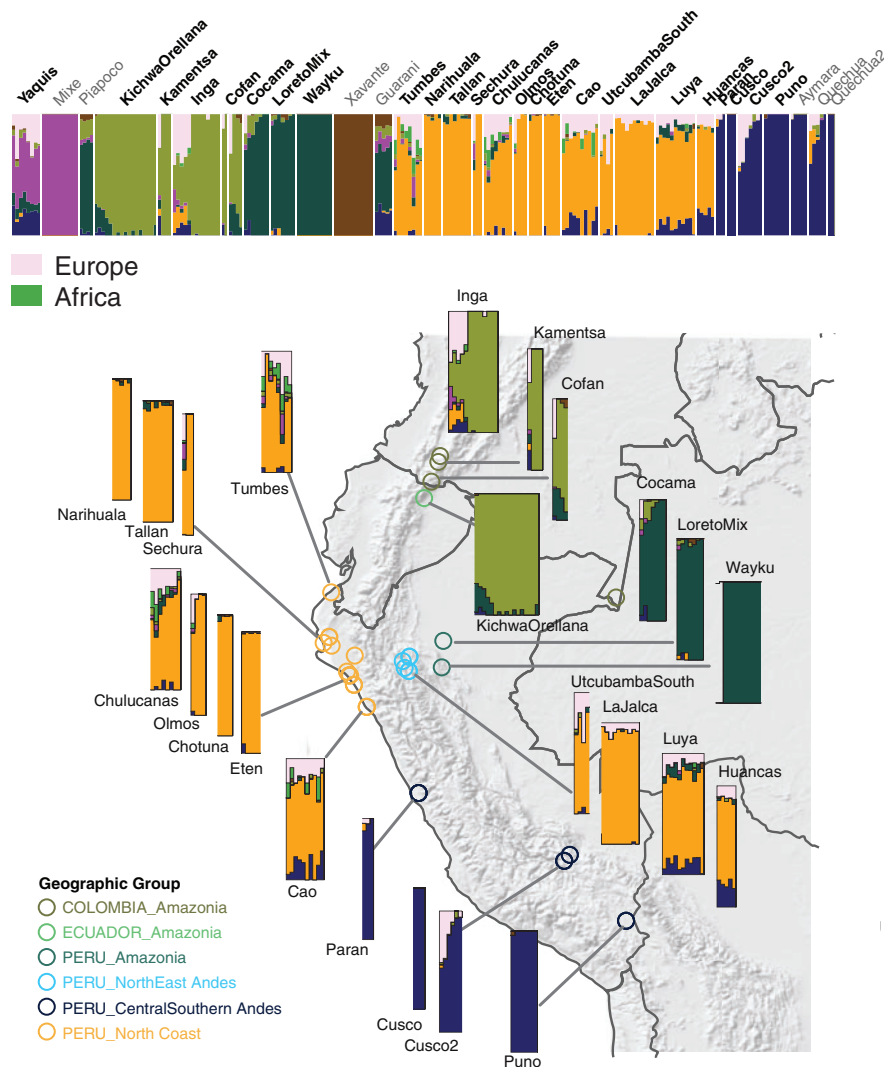 Yaquis
Mixe
Piapoco
KichwaOrellana
Kamentsa
Inga
Cofan
Cocama
LoretoMix
Wayku
Xavante
Guarani
Tumbes
Narihuala
Tallan
Sechura
Chulucanas
Olmos
Chotuna
Eten
Cao
UtcubambaSouth
LaJalca
Luya
Huancas
Paran
Cusco
Cusco2
Puno
Aymara
Quechua
Quechua2
Europe
Africa
Inga
Kamentsa
Cofan
Tumbes
Narihuala
Tallan
Sechura
Cocama
LoretoMix
Wayku
KichwaOrellana
Chulucanas
Olmos
Chotuna
Eten
UtcubambaSouth
LaJalca
Luya
Huancas
Cao
Paran
Cusco
Cusco2
Puno
Geographic Group
COLOMBIA_Amazonia
ECUADOR_Amazonia
PERU_Amazonia
PERU_NorthEast Andes
PERU_CentralSouthern Andes
PERU_North Coast